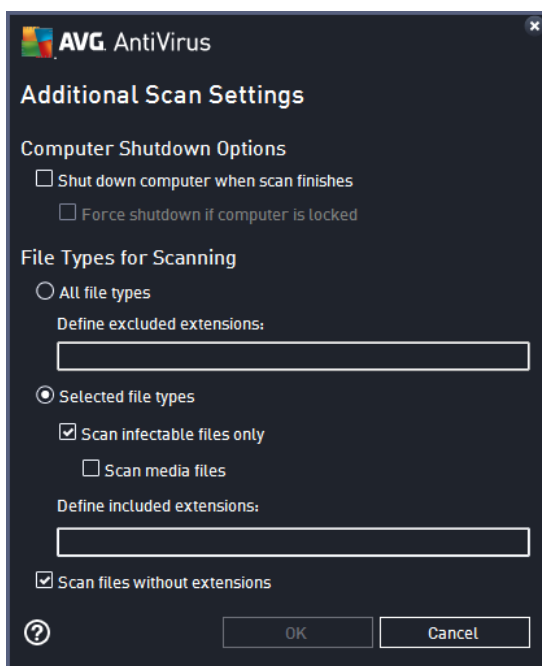 AVG. AntiVirus
Additional Scan Settings
Computer Shutdown Options
Shut down computer when scan finishes
Force shutdown if computer is locked
File Types for Scanning
All file types
Define excluded extensions:
Selected file types
Scan infectable files only
Scan media files
Define included extensions:
Scan files without extensions
OK
Cancel